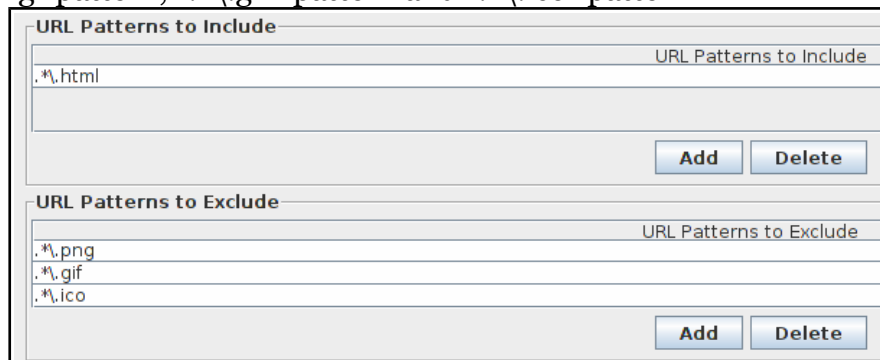 URL Patterns to Include
URL Patterns to Include
.*\.html
Add Delete
URL Patterns to Exclude
URL Patterns to Exclude
.*\.png
.*\.gif
.*\.ico
Add Delete